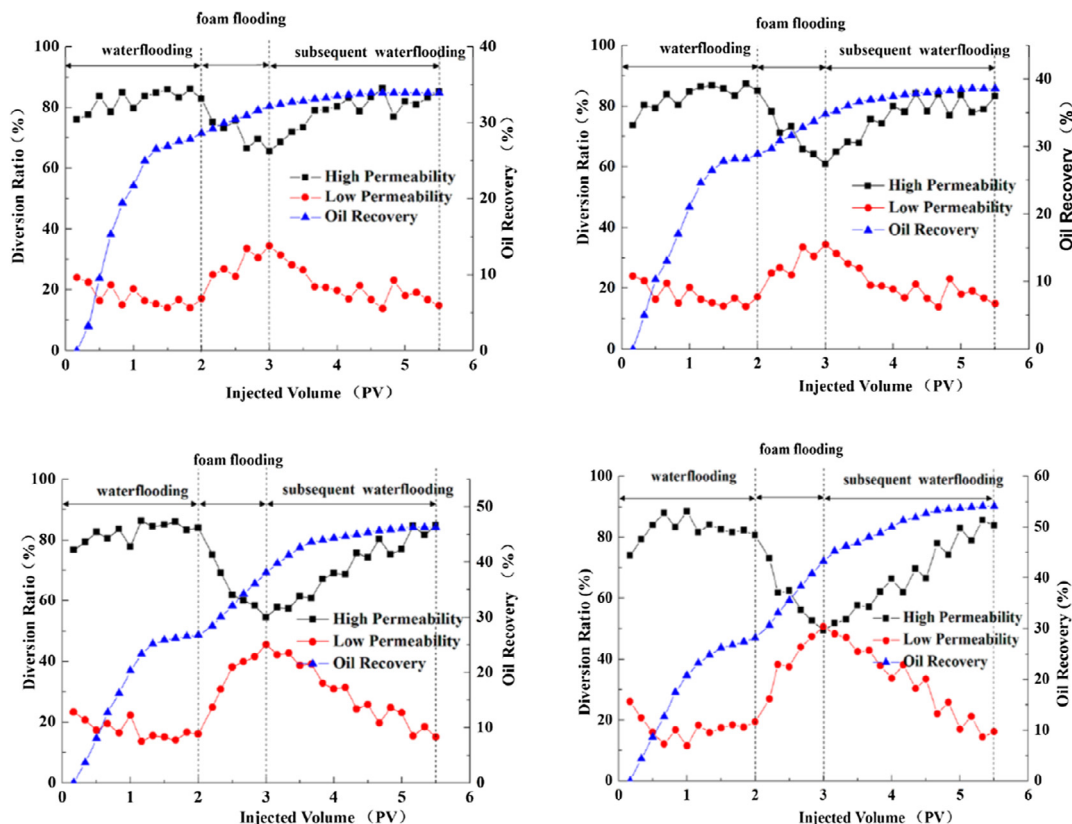 foam flooding
waterflooding subsequent waterflooding
100
80
60
40
20
0
Diversion Ratio (%)
40
30
20
10
0
Oil Recovery (%)
High Permeability
Low Permeability
Oil Recovery
0 1 2 3 4 5 6
Injected Volume (PV)
foam flooding
waterflooding subsequent waterflooding
100
80
60
40
20
0
Diversion Ratio (%)
40
30
20
10
0
Oil Recovery (%)
High Permeability
Low Permeability
Oil Recovery
0 1 2 3 4 5 6
Injected Volume (PV)
foam flooding
waterflooding subsequent waterflooding
100
80
60
40
20
0
Diversion Ratio (%)
50
40
30
20
10
0
Oil Recovery (%)
High Permeability
Low Permeability
Oil Recovery
0 1 2 3 4 5 6
Injected Volume (PV)
foam flooding
waterflooding subsequent waterflooding
100
80
60
40
20
0
Diversion Ratio (%)
60
50
40
30
20
10
0
Oil Recovery (%)
High Permeability
Low Permeability
Oil Recovery
0 1 2 3 4 5 6
Injected Volume (PV)